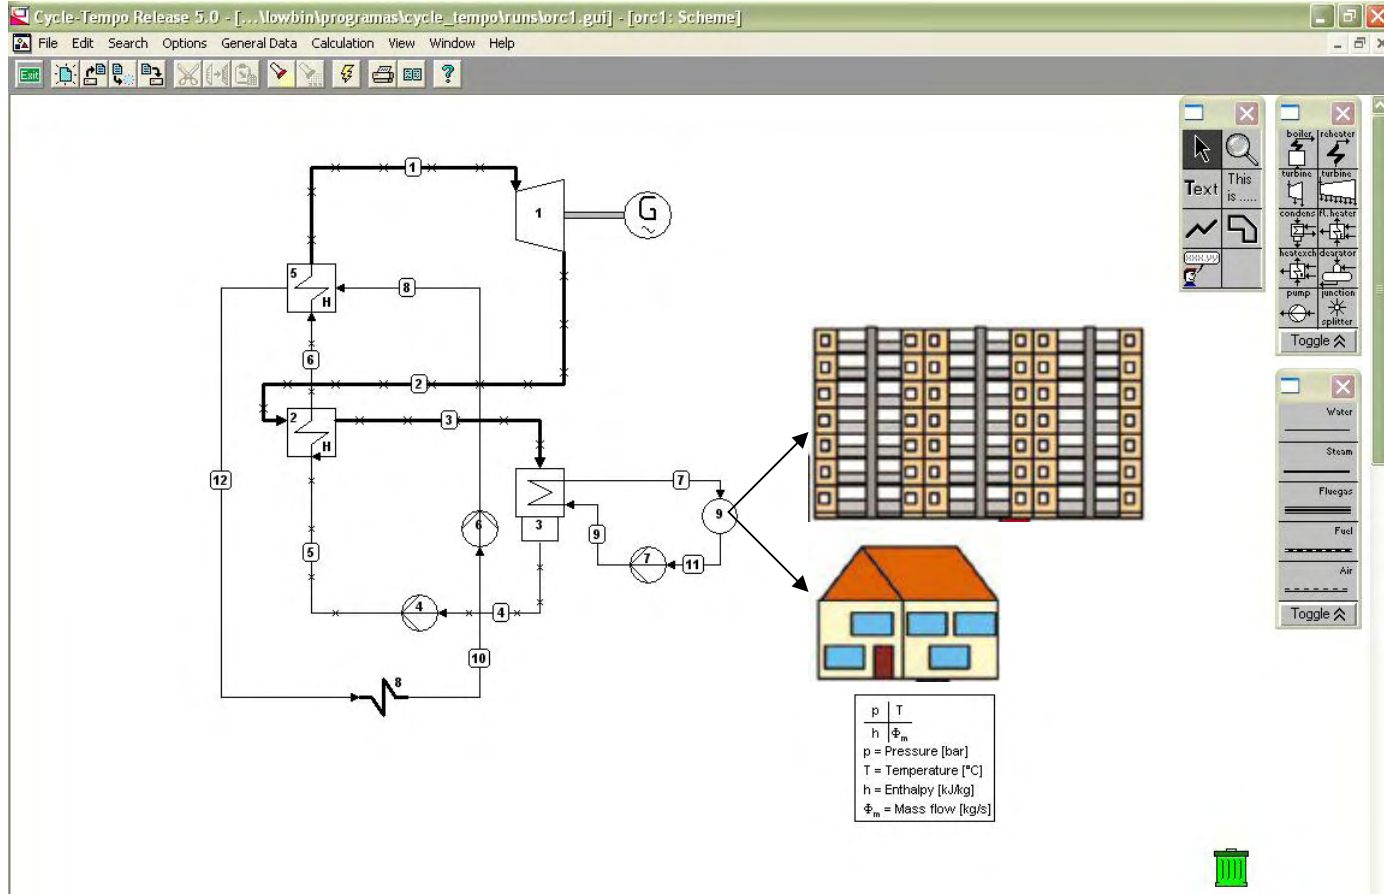 Cycle-Tempo Release 5.0 - [...\lowbin\programas\cycle_tempo\runs\orc1.gui] - [orc1: Scheme]
File Edit Search Options General Data Calculation View Window Help
Exit
?
1
1
G
~
5
H
8
6
2
2
H
3
12
7
3
6
9
9
5
7
11
4
4
10
8
p T
h Φm
p = Pressure [bar]
T = Temperature [°C]
h = Enthalpy [kJ/kg]
Φm = Mass flow [kg/s]
Text
This is .....
xxx.yy
boiler reheater
turbine turbine
condens fl.heater
heatexch dearator
pump junction
splitter
Toggle
Water
Steam
Fluegas
Fuel
Air
Toggle